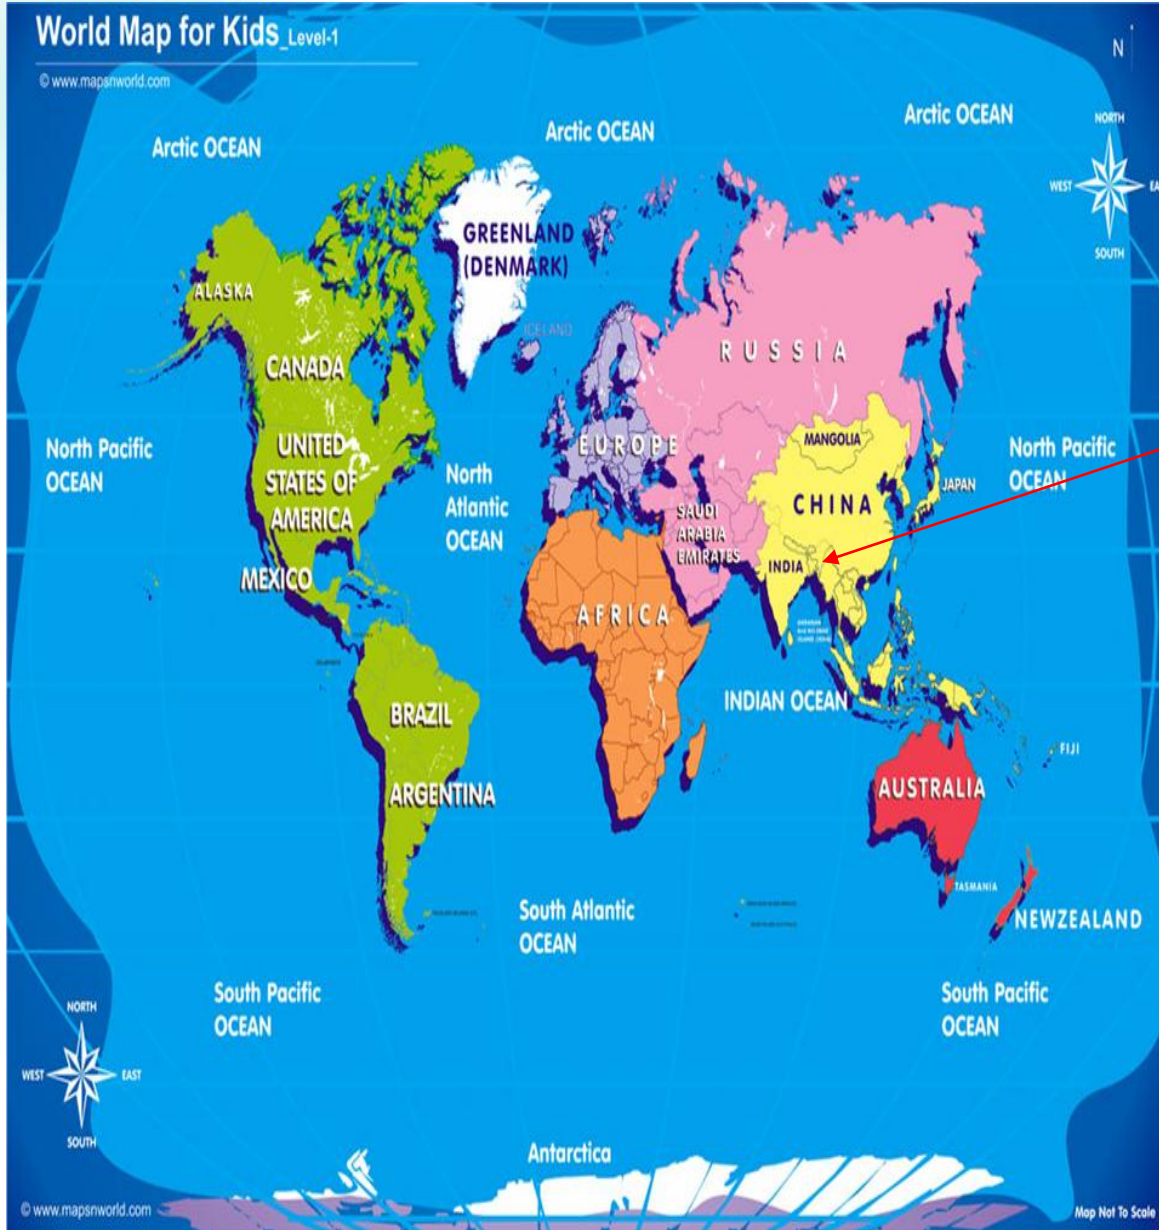 World Map for Kids_Level-1
© www.mapsnworld.com
N
Arctic OCEAN
Arctic OCEAN
Arctic OCEAN
NORTH
WEST
EA
SOUTH
GREENLAND
(DENMARK)
ALASKA
ICELAND
CANADA
RUSSIA
UNITED
STATES OF
AMERICA
EUROPE
MANGOLIA
North Pacific
OCEAN
North
Atlantic
OCEAN
North Pacific
OCEAN
CHINA
JAPAN
SAUDI
ARABIA
EMIRATES
INDIA
MEXICO
AFRICA
INDIAN OCEAN
BRAZIL
ARGENTINA
FIJI
AUSTRALIA
TASMANIA
NEWZEALAND
South Atlantic
OCEAN
South Pacific
OCEAN
South Pacific
OCEAN
NORTH
WEST
EAST
SOUTH
Antarctica
© www.mapsnworld.com
Map Not To Scale